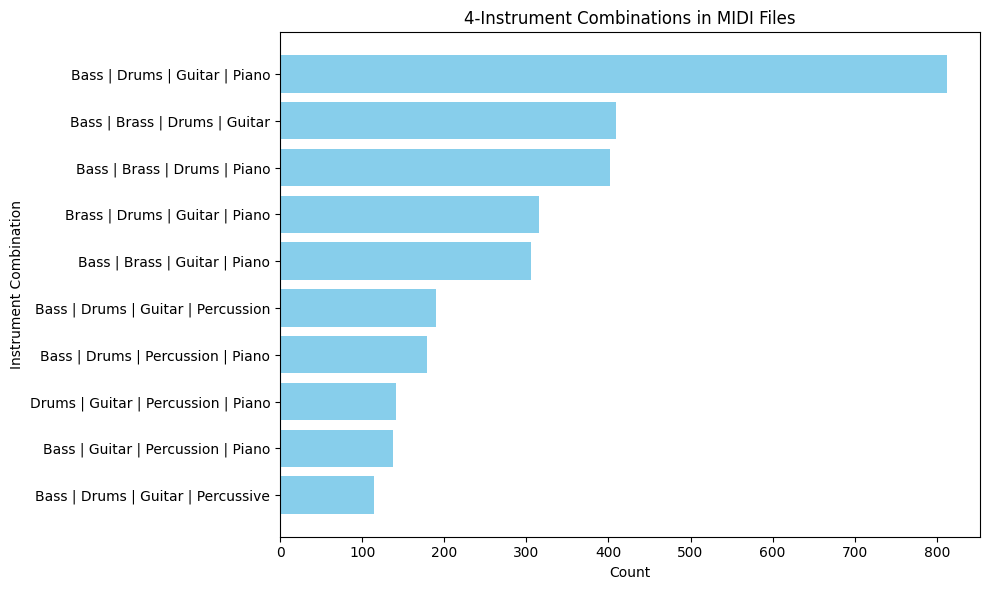 4-Instrument Combinations in MIDI Files
Instrument Combination
Bass | Drums | Guitar | Piano
Bass | Brass | Drums | Guitar
Bass | Brass | Drums | Piano
Brass | Drums | Guitar | Piano
Bass | Brass | Guitar | Piano
Bass | Drums | Guitar | Percussion
Bass | Drums | Percussion | Piano
Drums | Guitar | Percussion | Piano
Bass | Guitar | Percussion | Piano
Bass | Drums | Guitar | Percussive
0 100 200 300 400 500 600 700 800
Count